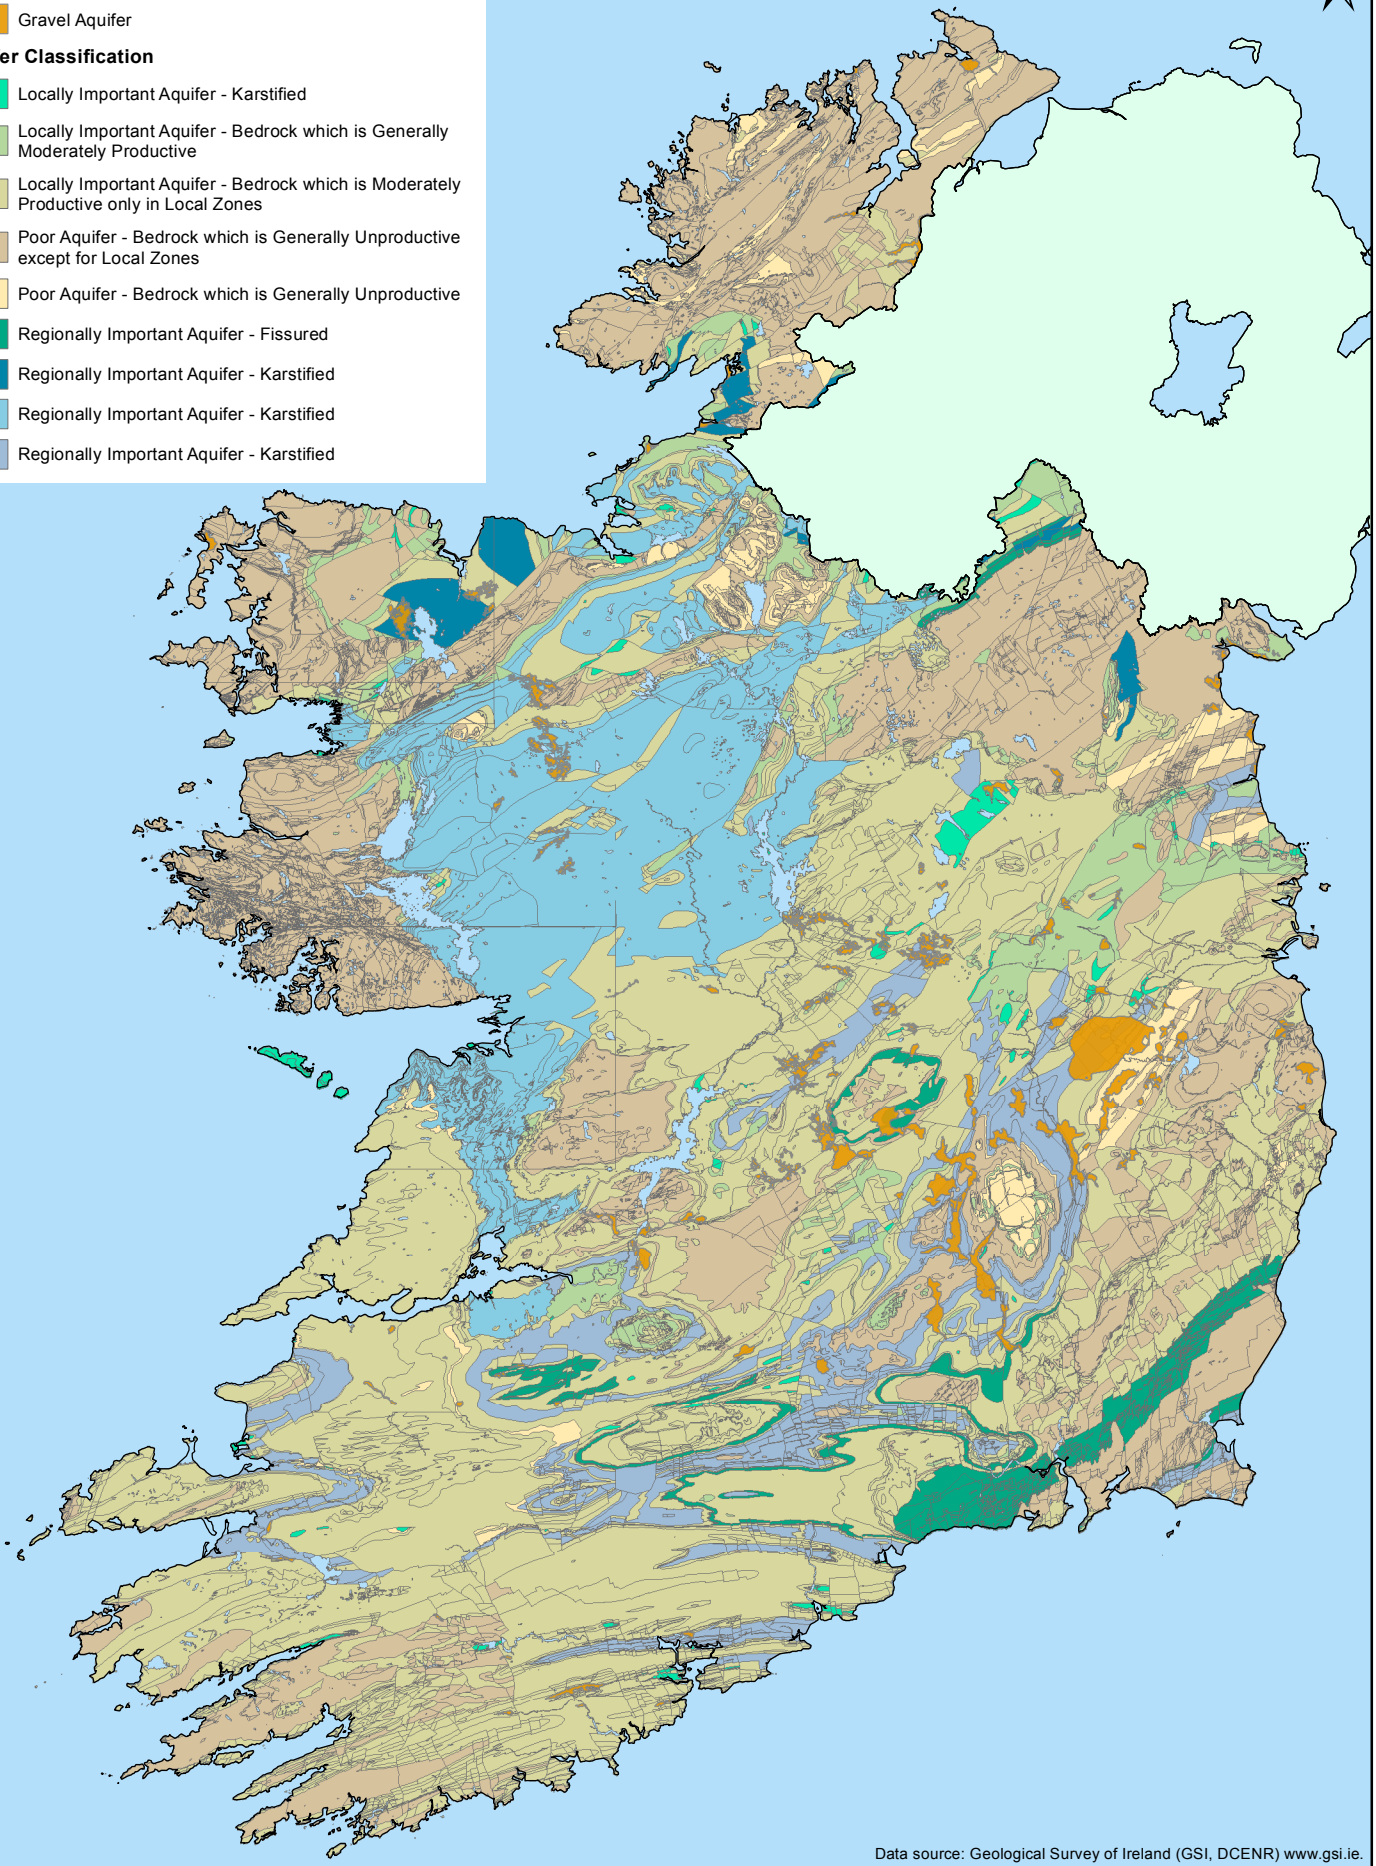 Gravel Aquifer
er Classification
Locally Important Aquifer - Karstified
Locally Important Aquifer - Bedrock which is Generally
Moderately Productive
Locally Important Aquifer - Bedrock which is Moderately
Productive only in Local Zones
Poor Aquifer - Bedrock which is Generally Unproductive
except for Local Zones
Poor Aquifer - Bedrock which is Generally Unproductive
Regionally Important Aquifer - Fissured
Regionally Important Aquifer - Karstified
Regionally Important Aquifer - Karstified
Regionally Important Aquifer - Karstified
Data source: Geological Survey of Ireland (GSI, DCENR) www.gsi.ie.